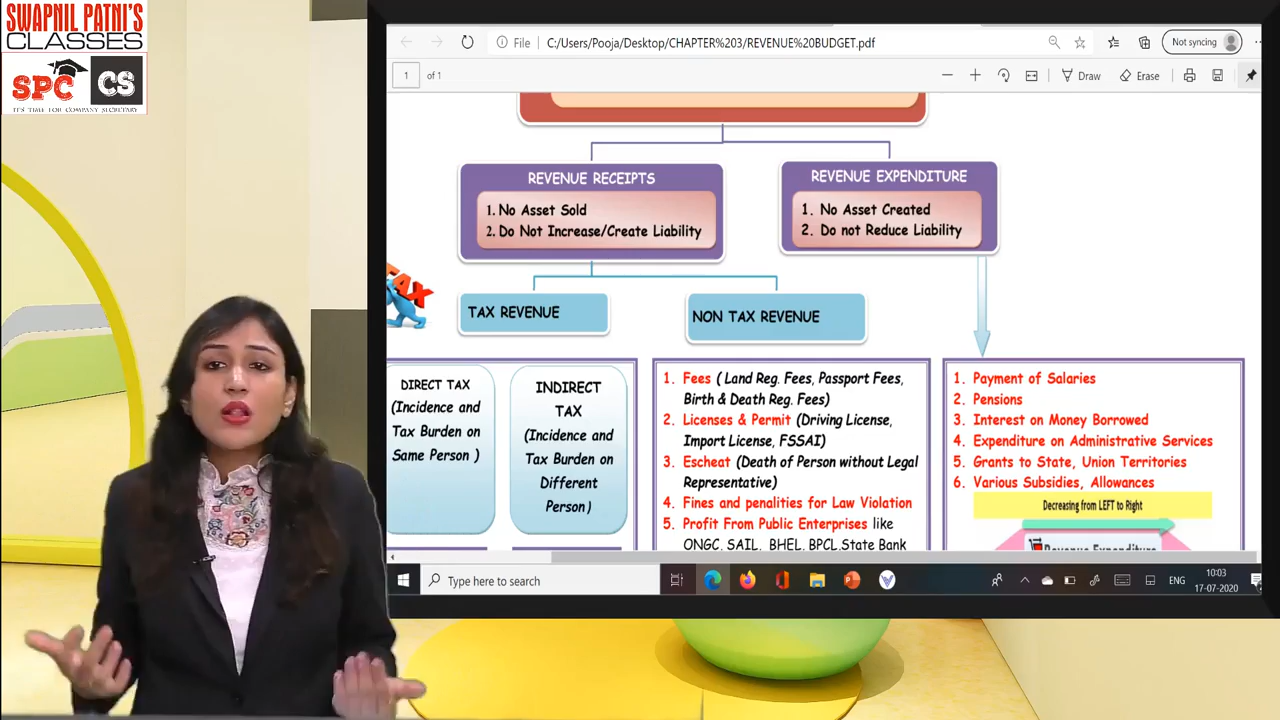 SWAPNIL PATNI'S
CLASSES
SPC CS
IT'S TIME FOR COMPANY SECRETARY
File C:/Users/Pooja/Desktop/CHAPTER%203/REVENUE%20BUDGET.pdf
Not syncing
1 of 1
Draw
Erase
REVENUE RECEIPTS
1. No Asset Sold
2. Do Not Increase/Create Liability
REVENUE EXPENDITURE
1. No Asset Created
2. Do not Reduce Liability
TAX
TAX REVENUE
NON TAX REVENUE
DIRECT TAX
(Incidence and
Tax Burden on
Same Person )
INDIRECT
TAX
(Incidence and
Tax Burden on
Different
Person)
1. Fees ( Land Reg. Fees, Passport Fees,
Birth & Death Reg. Fees)
2. Licenses & Permit (Driving License,
Import License, FSSAI)
3. Escheat (Death of Person without Legal
Representative)
4. Fines and penalities for Law Violation
5. Profit From Public Enterprises like
ONGC, SAIL, BHEL, BPCL,State Bank
1. Payment of Salaries
2. Pensions
3. Interest on Money Borrowed
4. Expenditure on Administrative Services
5. Grants to State, Union Territories
6. Various Subsidies, Allowances
Decreasing from LEFT to Right
Revenue Expenditure
Type here to search
ENG
10:03
17-07-2020